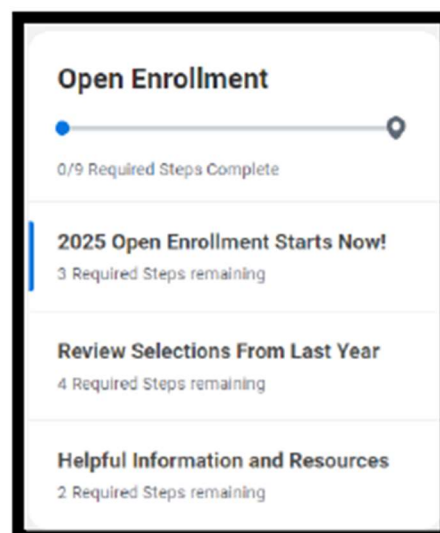 Open Enrollment
0/9 Required Steps Complete
2025 Open Enrollment Starts Now!
3 Required Steps remaining
Review Selections From Last Year
4 Required Steps remaining
Helpful Information and Resources
2 Required Steps remaining